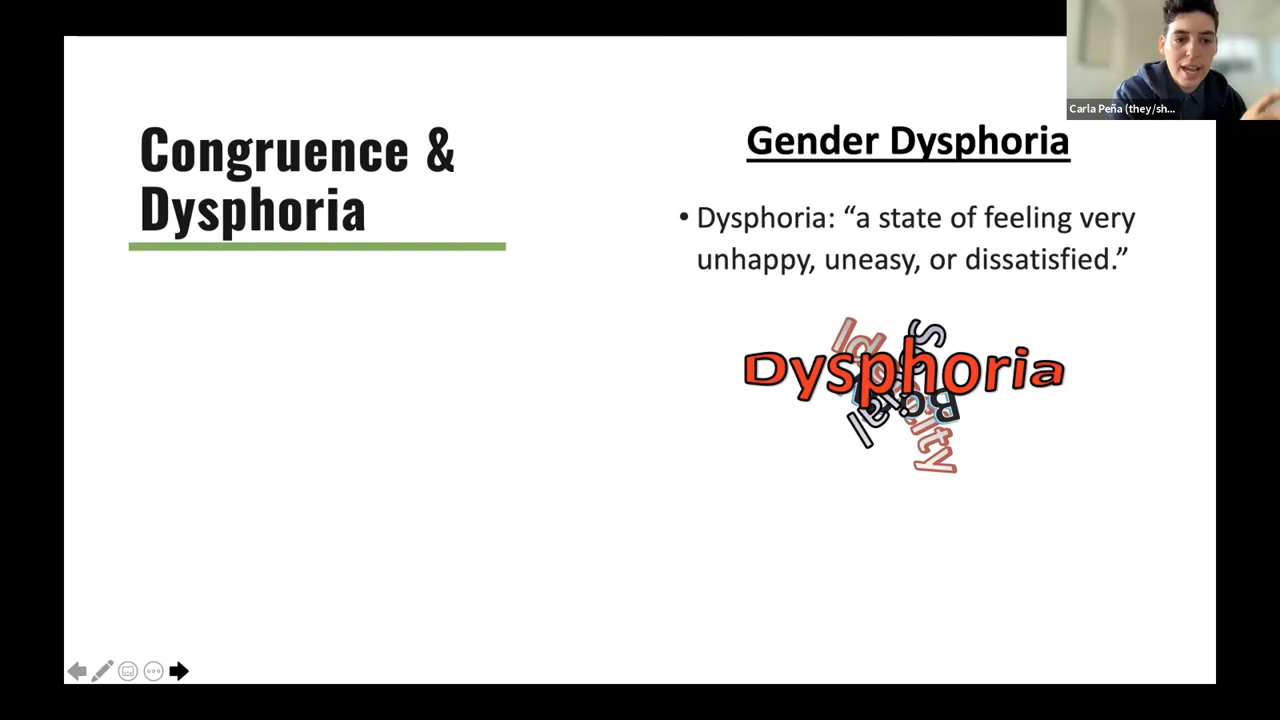 Congruence &
Dysphoria
Gender Dysphoria
• Dysphoria: “a state of feeling very
unhappy, uneasy, or dissatisfied.”
Dysphoria
Carla Peña (they/sh...